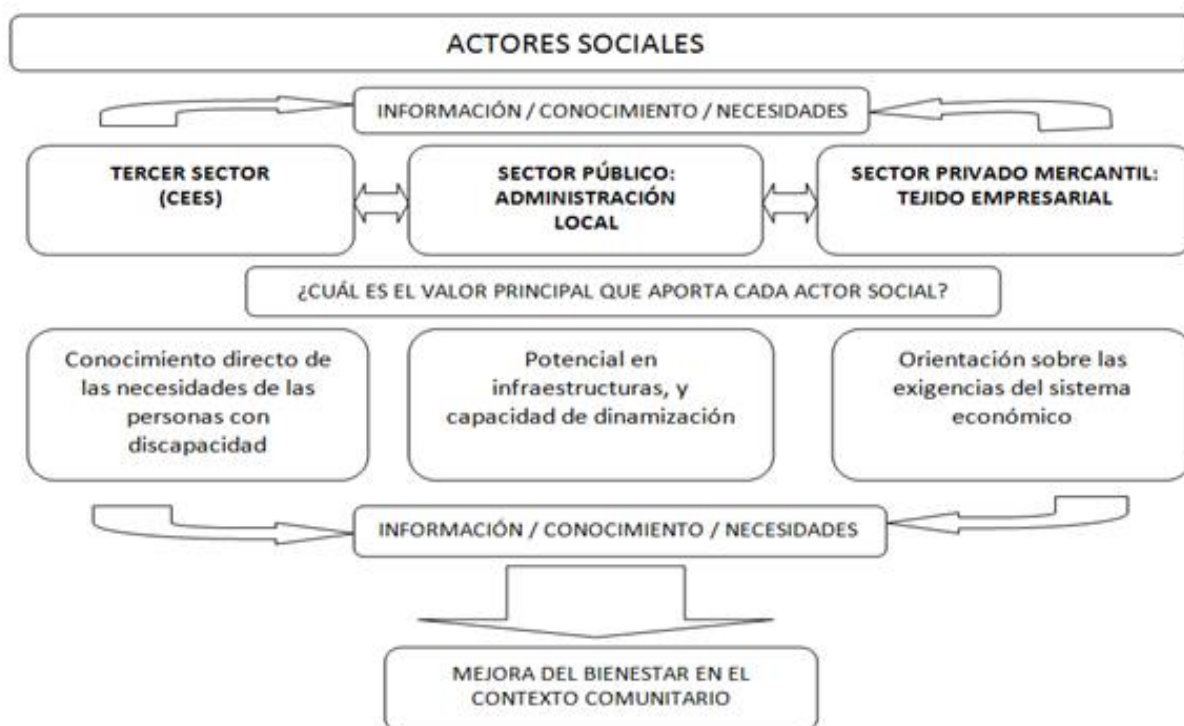 ACTORES SOCIALES
INFORMACIÓN / CONOCIMIENTO / NECESIDADES
TERCER SECTOR
(CEES)
SECTOR PÚBLICO:
ADMINISTRACIÓN
LOCAL
SECTOR PRIVADO MERCANTIL:
TEJIDO EMPRESARIAL
¿CUÁL ES EL VALOR PRINCIPAL QUE APORTA CADA ACTOR SOCIAL?
Conocimiento directo de
las necesidades de las
personas con
discapacidad
Potencial en
infraestructuras, y
capacidad de dinamización
Orientación sobre las
exigencias del sistema
económico
INFORMACIÓN / CONOCIMIENTO / NECESIDADES
MEJORA DEL BIENESTAR EN EL
CONTEXTO COMUNITARIO